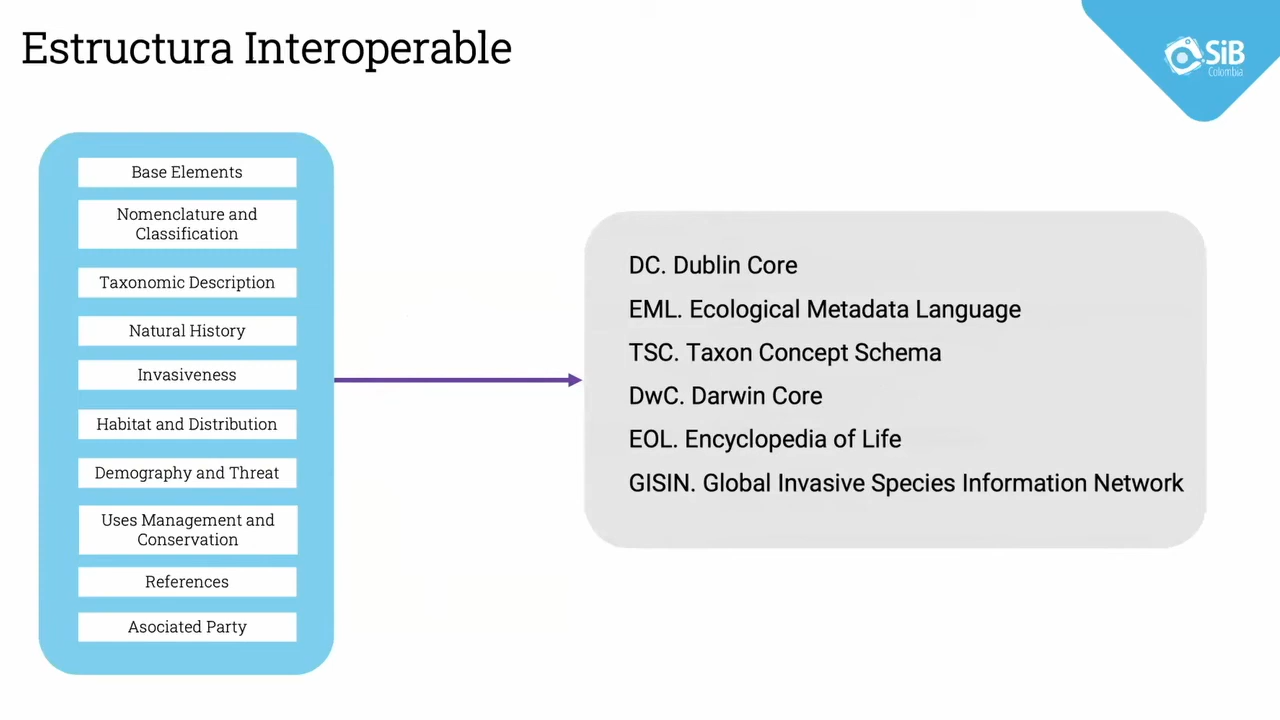 Estructura Interoperable
SiB
Colombia
Base Elements
Nomenclature and
Classification
Taxonomic Description
Natural History
Invasiveness
Habitat and Distribution
Demography and Threat
Uses Management and
Conservation
References
Asociated Party
DC. Dublin Core
EML. Ecological Metadata Language
TSC. Taxon Concept Schema
DwC. Darwin Core
EOL. Encyclopedia of Life
GISIN. Global Invasive Species Information Network